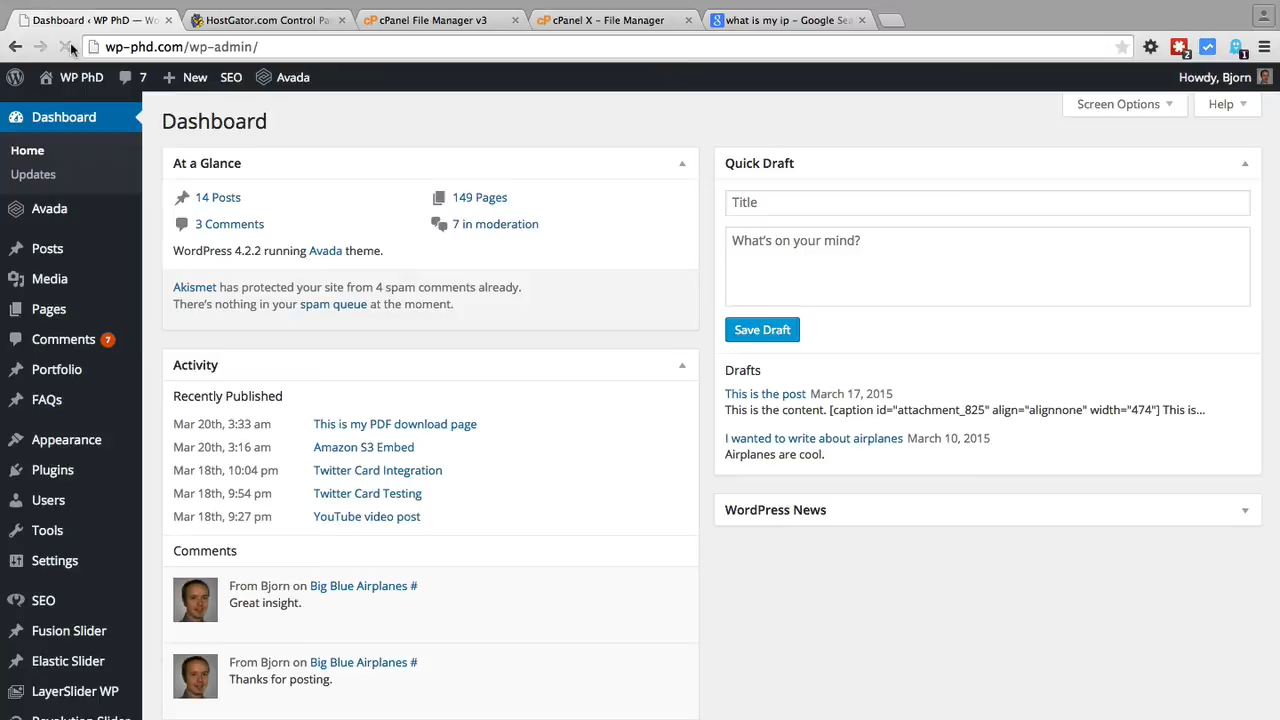 Dashboard ‹ WP PhD — Wo
HostGator.com Control Pa
cPanel File Manager v3
cPanel X - File Manager
what is my ip - Google Sea
wp-phd.com/wp-admin/
2
1
WP PhD
7
New
SEO
Avada
Howdy, Bjorn
Dashboard
Home
Updates
Avada
Posts
Media
Pages
Comments 7
Portfolio
FAQs
Appearance
Plugins
Users
Tools
Settings
SEO
Fusion Slider
Elastic Slider
LayerSlider WP
Revolution Slider
Screen Options
Help
Dashboard
At a Glance
14 Posts
149 Pages
3 Comments
7 in moderation
WordPress 4.2.2 running Avada theme.
Akismet has protected your site from 4 spam comments already.
There's nothing in your spam queue at the moment.
Activity
Recently Published
Mar 20th, 3:33 am This is my PDF download page
Mar 20th, 3:16 am Amazon S3 Embed
Mar 18th, 10:04 pm Twitter Card Integration
Mar 18th, 9:54 pm Twitter Card Testing
Mar 18th, 9:27 pm YouTube video post
Comments
From Bjorn on Big Blue Airplanes #
Great insight.
From Bjorn on Big Blue Airplanes #
Thanks for posting.
Quick Draft
Title
What's on your mind?
Save Draft
Drafts
This is the post March 17, 2015
This is the content. [caption id="attachment_825" align="alignnone" width="474"] This is...
I wanted to write about airplanes March 10, 2015
Airplanes are cool.
WordPress News